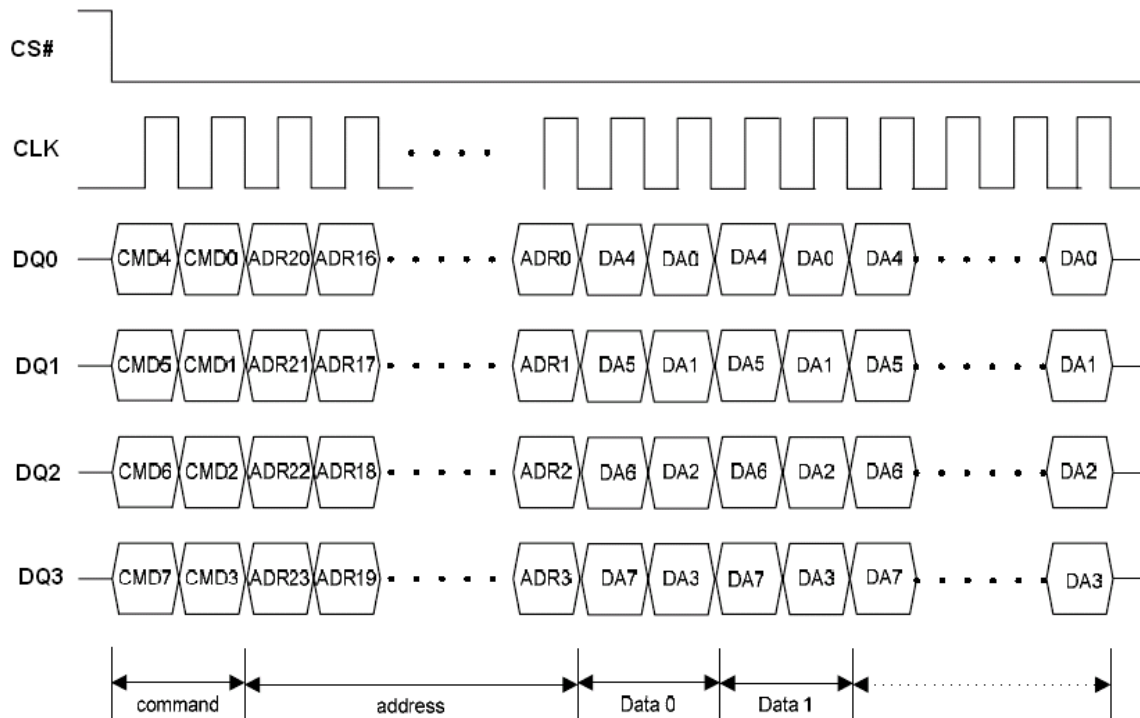 CS#
CLK
DQ0 CMD4 CMD0 ADR20 ADR16 ADR0 DA4 DA0 DA4 DA0 DA4 DA0
DQ1 CMD5 CMD1 ADR21 ADR17 ADR1 DA5 DA1 DA5 DA1 DA5 DA1
DQ2 CMD6 CMD2 ADR22 ADR18 ADR2 DA6 DA2 DA6 DA2 DA6 DA2
DQ3 CMD7 CMD3 ADR23 ADR19 ADR3 DA7 DA3 DA7 DA3 DA7 DA3
command address Data 0 Data 1